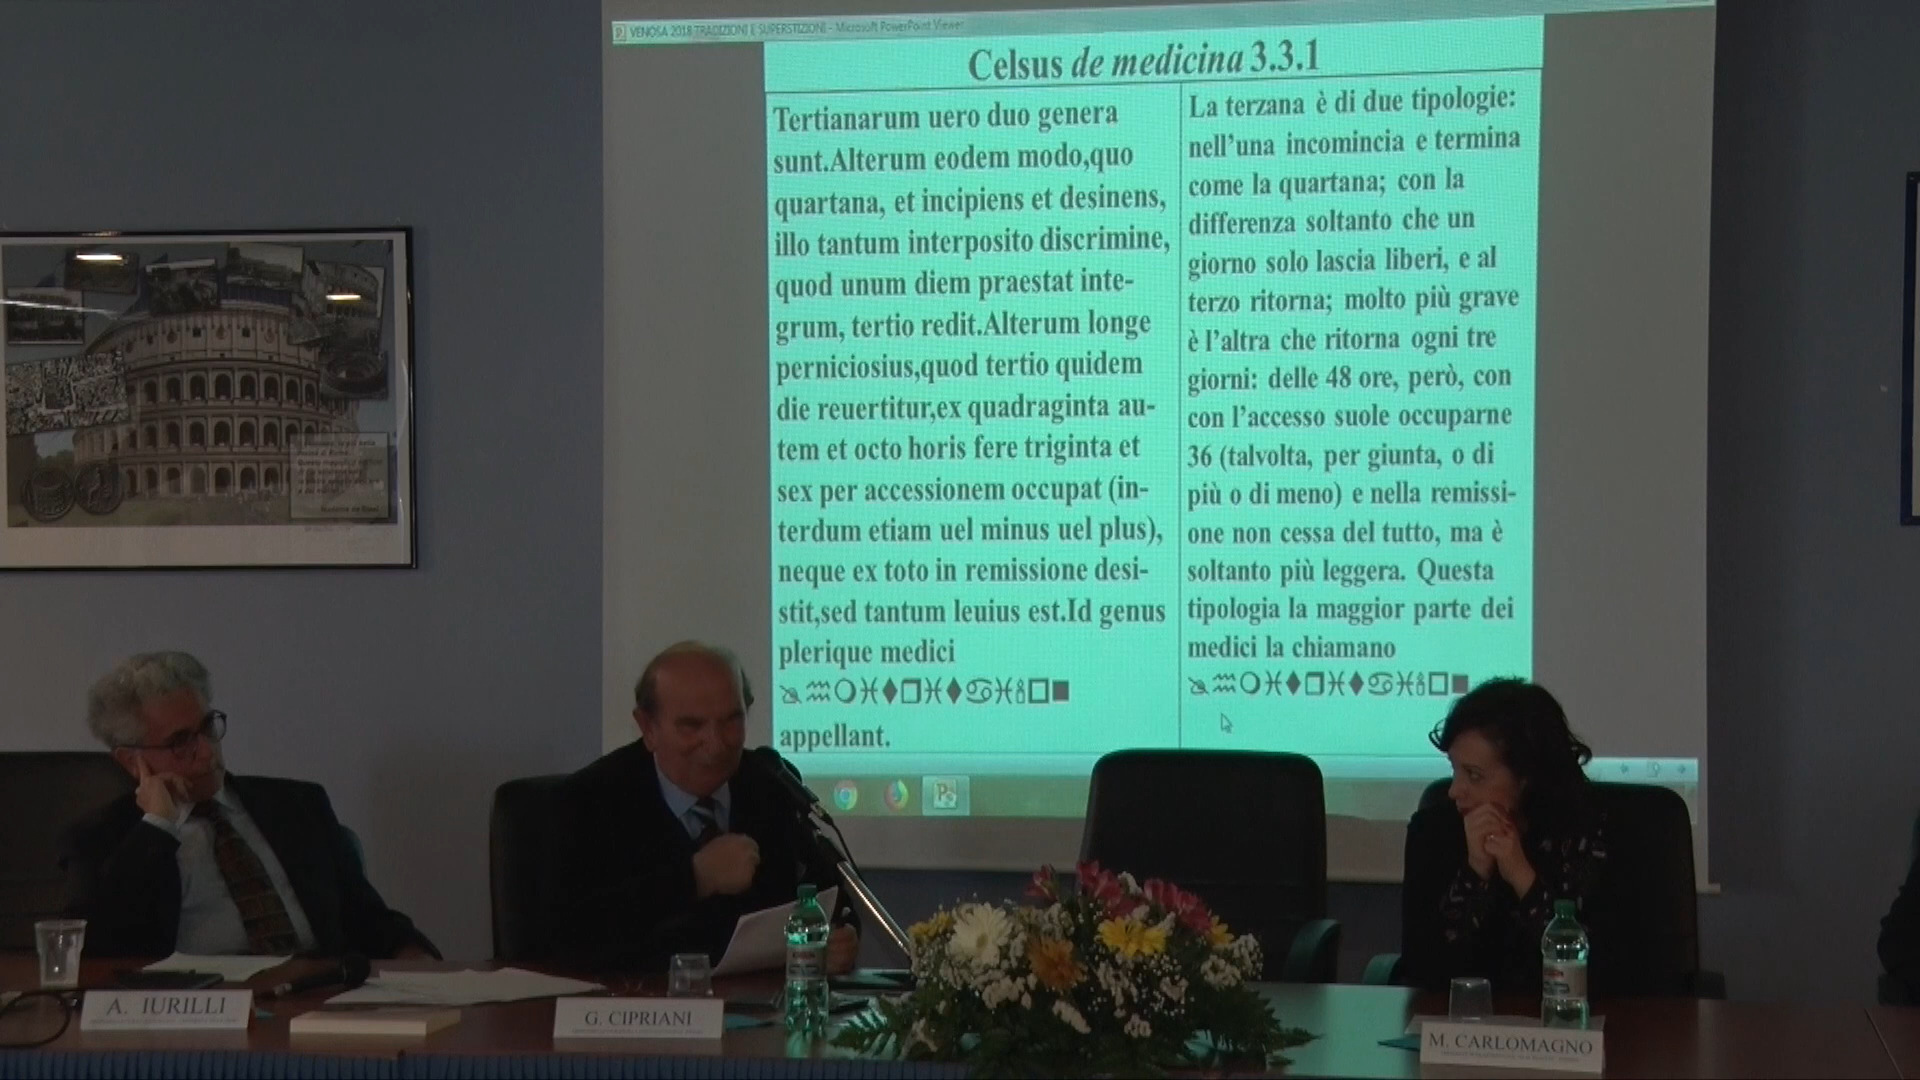 VENOSA 2018 TRADIZIONI E SUPERSTIZIONI - Microsoft PowerPoint Viewer
Celsus de medicina 3.3.1
Tertianarum uero duo genera
sunt.Alterum eodem modo,quo
quartana, et incipiens et desinens,
illo tantum interposito discrimine,
quod unum diem praestat inte-
grum, tertio redit.Alterum longe
perniciosius,quod tertio quidem
die reuertitur,ex quadraginta au-
tem et octo horis fere triginta et
sex per accessionem occupat (in-
terdum etiam uel minus uel plus),
neque ex toto in remissione desi-
stit,sed tantum leuius est.Id genus
plerique medici
appellant.
La terzana è di due tipologie:
nell'una incomincia e termina
come la quartana; con la
differenza soltanto che un
giorno solo lascia liberi, e al
terzo ritorna; molto più grave
è l'altra che ritorna ogni tre
giorni: delle 48 ore, però, con
con l'accesso suole occuparne
36 (talvolta, per giunta, o di
più o di meno) e nella remissi-
one non cessa del tutto, ma è
soltanto più leggera. Questa
tipologia la maggior parte dei
medici la chiamano
A. IURILLI
G. CIPRIANI
M. CARLOMAGNO